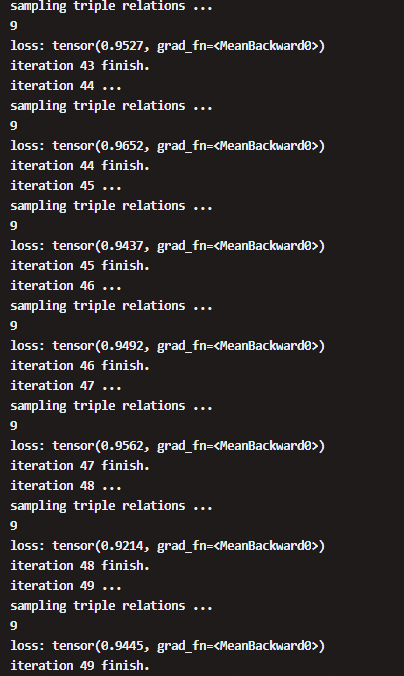 sampling triple relations ...
9
loss: tensor(0.9527, grad_fn=<MeanBackward0>)
iteration 43 finish.
iteration 44 ...
sampling triple relations ...
9
loss: tensor(0.9652, grad_fn=<MeanBackward0>)
iteration 44 finish.
iteration 45 ...
sampling triple relations ...
9
loss: tensor(0.9437, grad_fn=<MeanBackward0>)
iteration 45 finish.
iteration 46 ...
sampling triple relations ...
9
loss: tensor(0.9492, grad_fn=<MeanBackward0>)
iteration 46 finish.
iteration 47 ...
sampling triple relations ...
9
loss: tensor(0.9562, grad_fn=<MeanBackward0>)
iteration 47 finish.
iteration 48 ...
sampling triple relations ...
9
loss: tensor(0.9214, grad_fn=<MeanBackward0>)
iteration 48 finish.
iteration 49 ...
sampling triple relations ...
9
loss: tensor(0.9445, grad_fn=<MeanBackward0>)
iteration 49 finish.